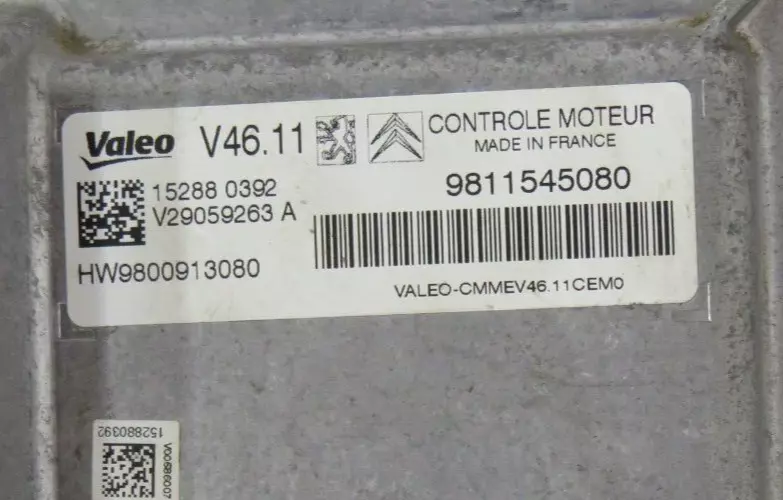 Valeo V46.11 CONTROLE MOTEUR
MADE IN FRANCE
15288 0392
V29059263 A
9811545080
HW9800913080
VALEO-CMMEV46.11CEM0
152880392